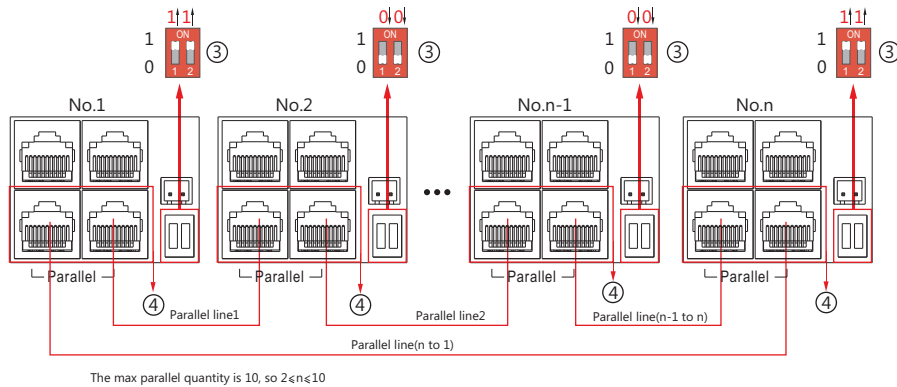 1 1 0 0 0 0 1 1
ON ON ON ON
1 1 1 1
③ ③ ③ ③
0 0 0 0
1 2 1 2 1 2 1 2
No.1 No.2 No.n-1 No.n
•••
Parallel Parallel Parallel Parallel
④ ④ ④ ④
Parallel line1 Parallel line2 Parallel line(n-1 to n)
Parallel line(n to 1)
The max parallel quantity is 10, so 2⩽n⩽10